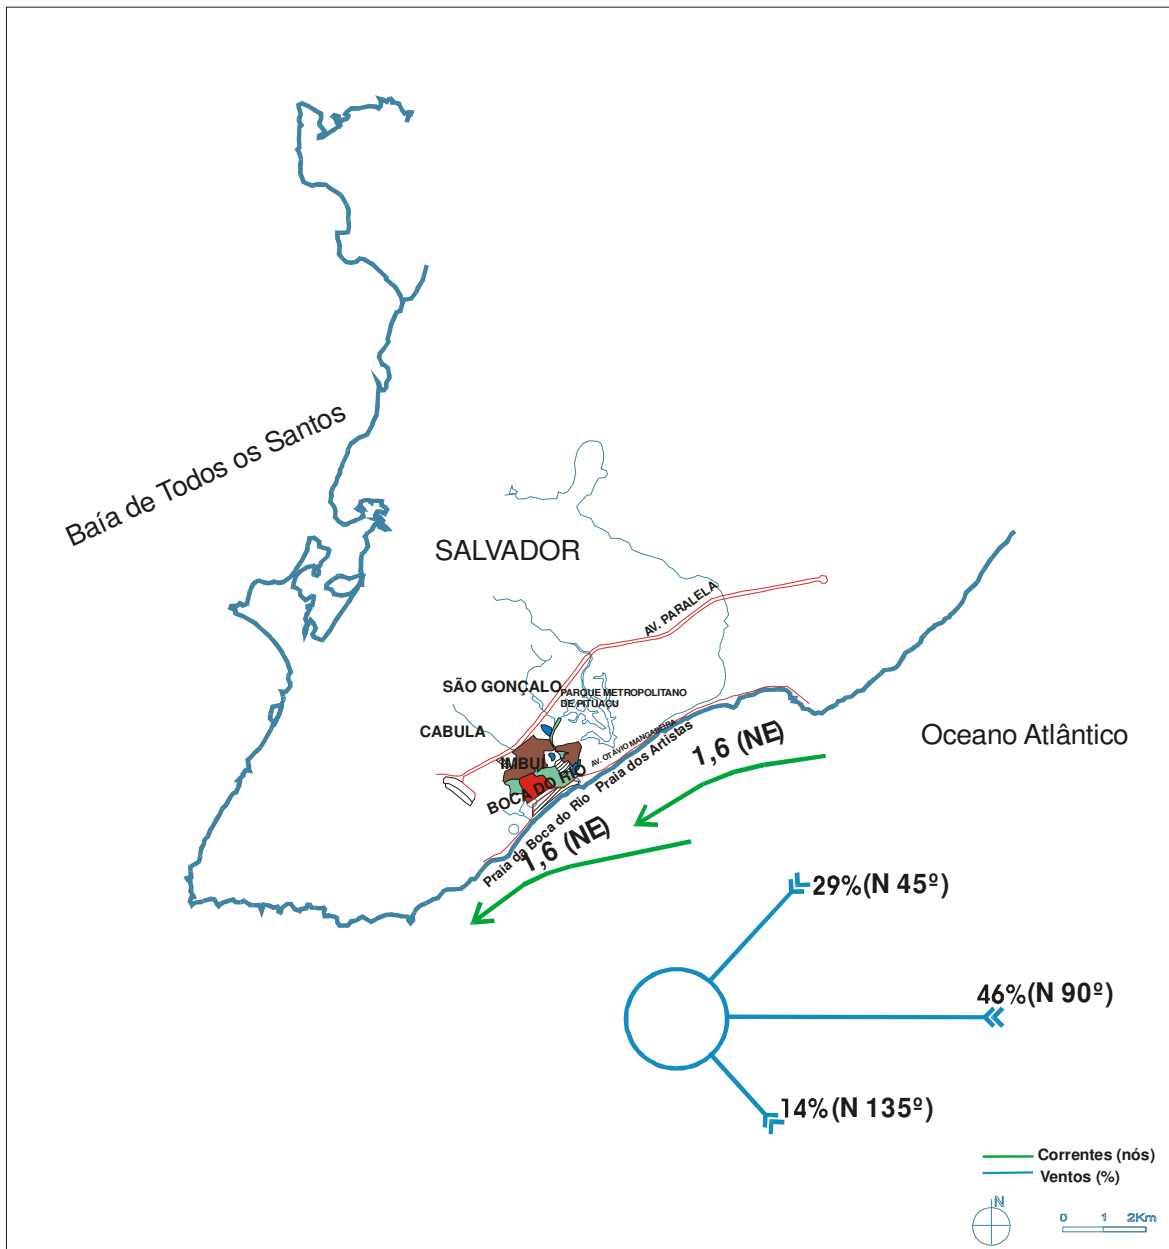 Baía de Todos os Santos
SALVADOR
AV. PARALELA
SÃO GONÇALO
PARQUE METROPOLITANO
DE PITUAÇU
CABULA
AV. OTÁVIO MANGABEIRA
Praia dos Artistas
IMBUI
BOCA DO RIO
Praia da Boca do Rio
1,6 (NE)
1,6 (NE)
Oceano Atlântico
29%(N 45º)
46%(N 90º)
14%(N 135º)
Correntes (nós)
Ventos (%)
N
0 1 2Km